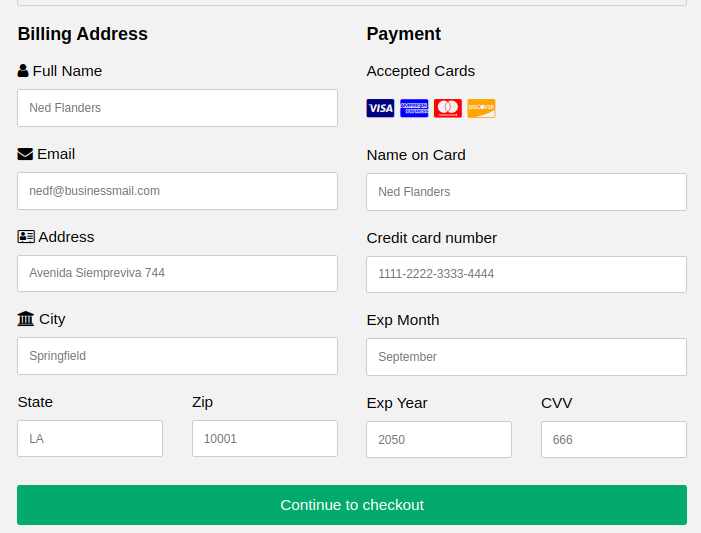 Billing Address
Full Name
Ned Flanders
Email
nedf@businessmail.com
Address
Avenida Siempreviva 744
City
Springfield
State Zip
LA 10001
Payment
Accepted Cards
VISA DISCOVER
Name on Card
Ned Flanders
Credit card number
1111-2222-3333-4444
Exp Month
September
Exp Year CVV
2050 666
Continue to checkout